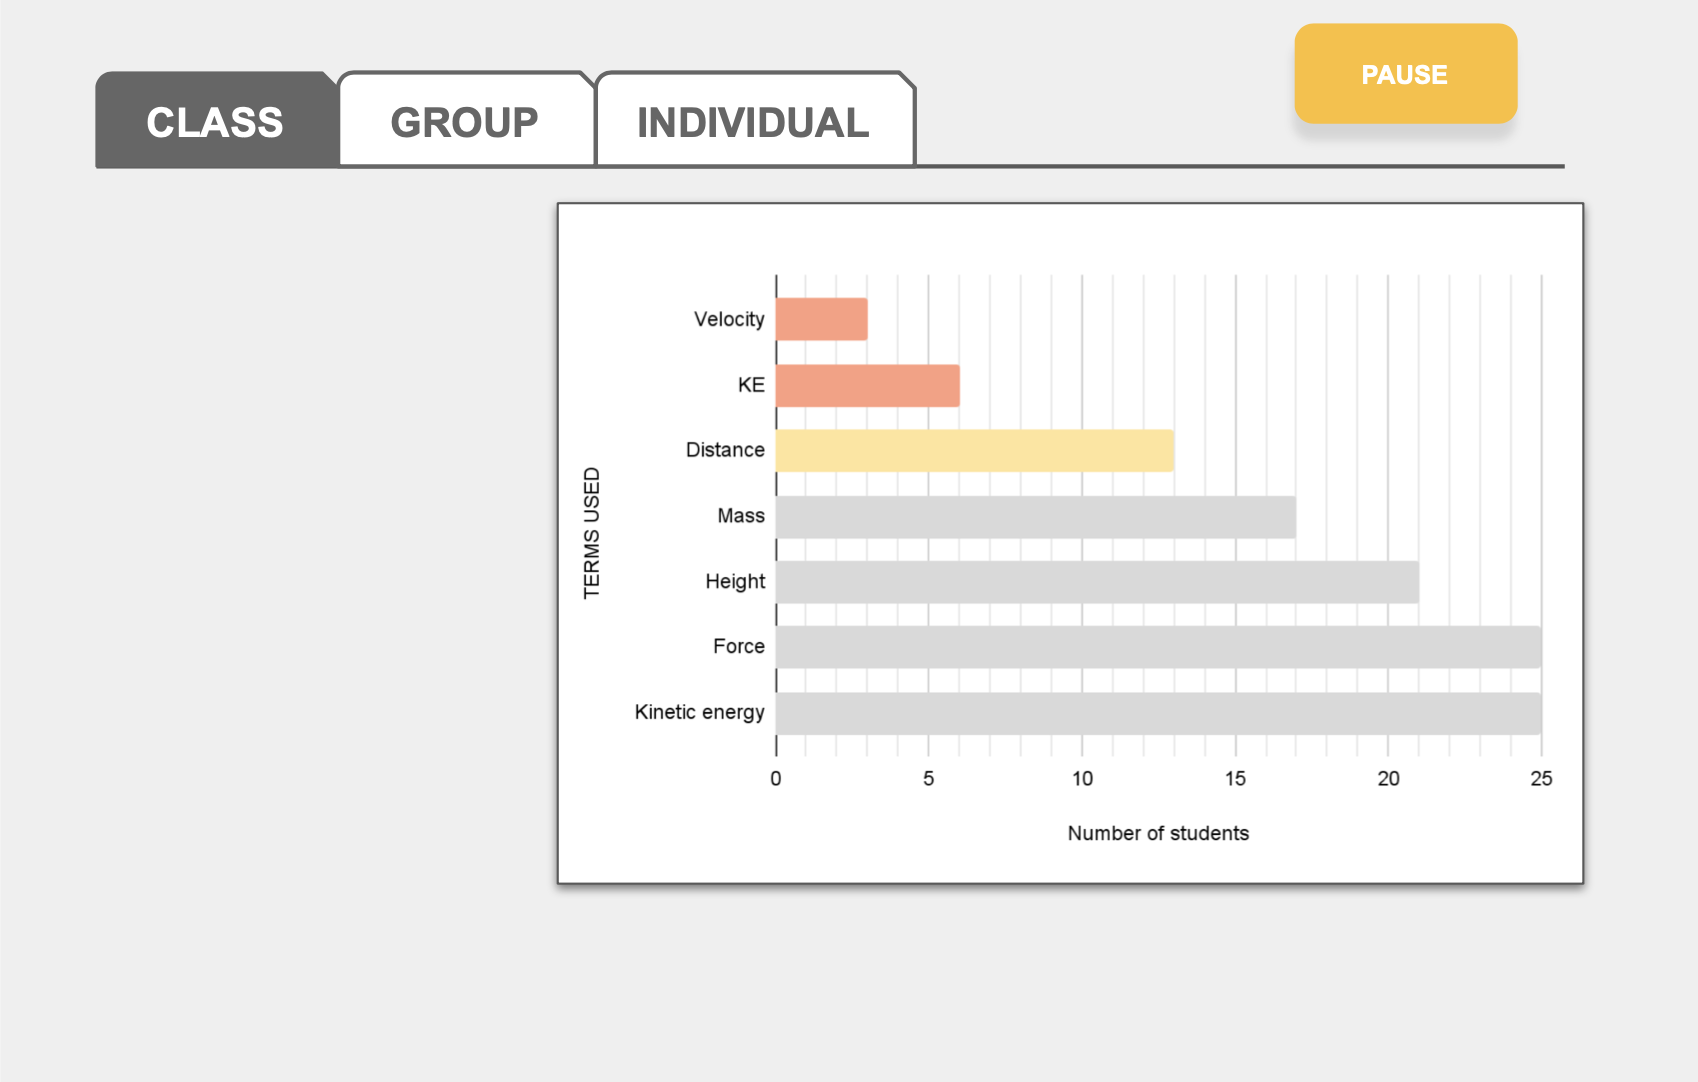 PAUSE
CLASS
GROUP
INDIVIDUAL
TERMS USED
Velocity
KE
Distance
Mass
Height
Force
Kinetic energy
0 5 10 15 20 25
Number of students